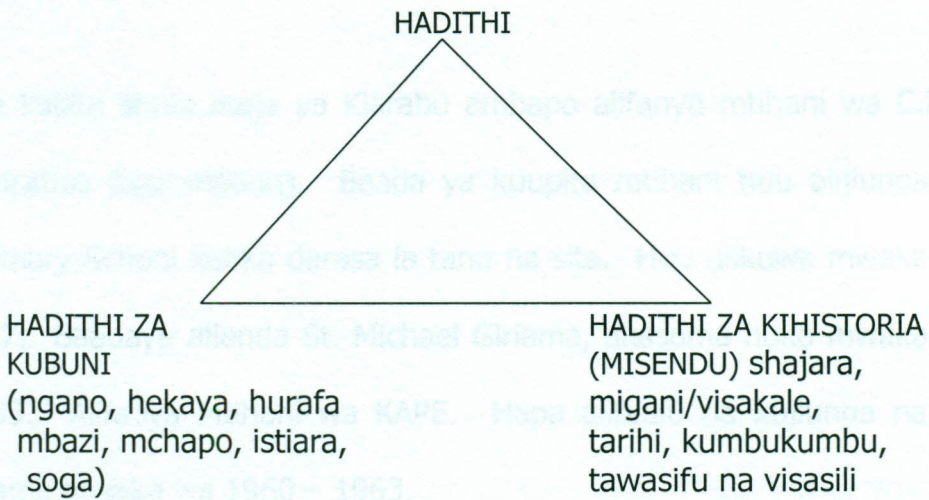 HADITHI
HADITHI ZA
KUBUNI
(ngano, hekaya, hurafa
mbazi, mchapo, istiara,
soga)
HADITHI ZA KIHISTORIA
(MISENDU) shajara,
migani/visakale,
tarihi, kumbukumbu,
tawasifu na visasili